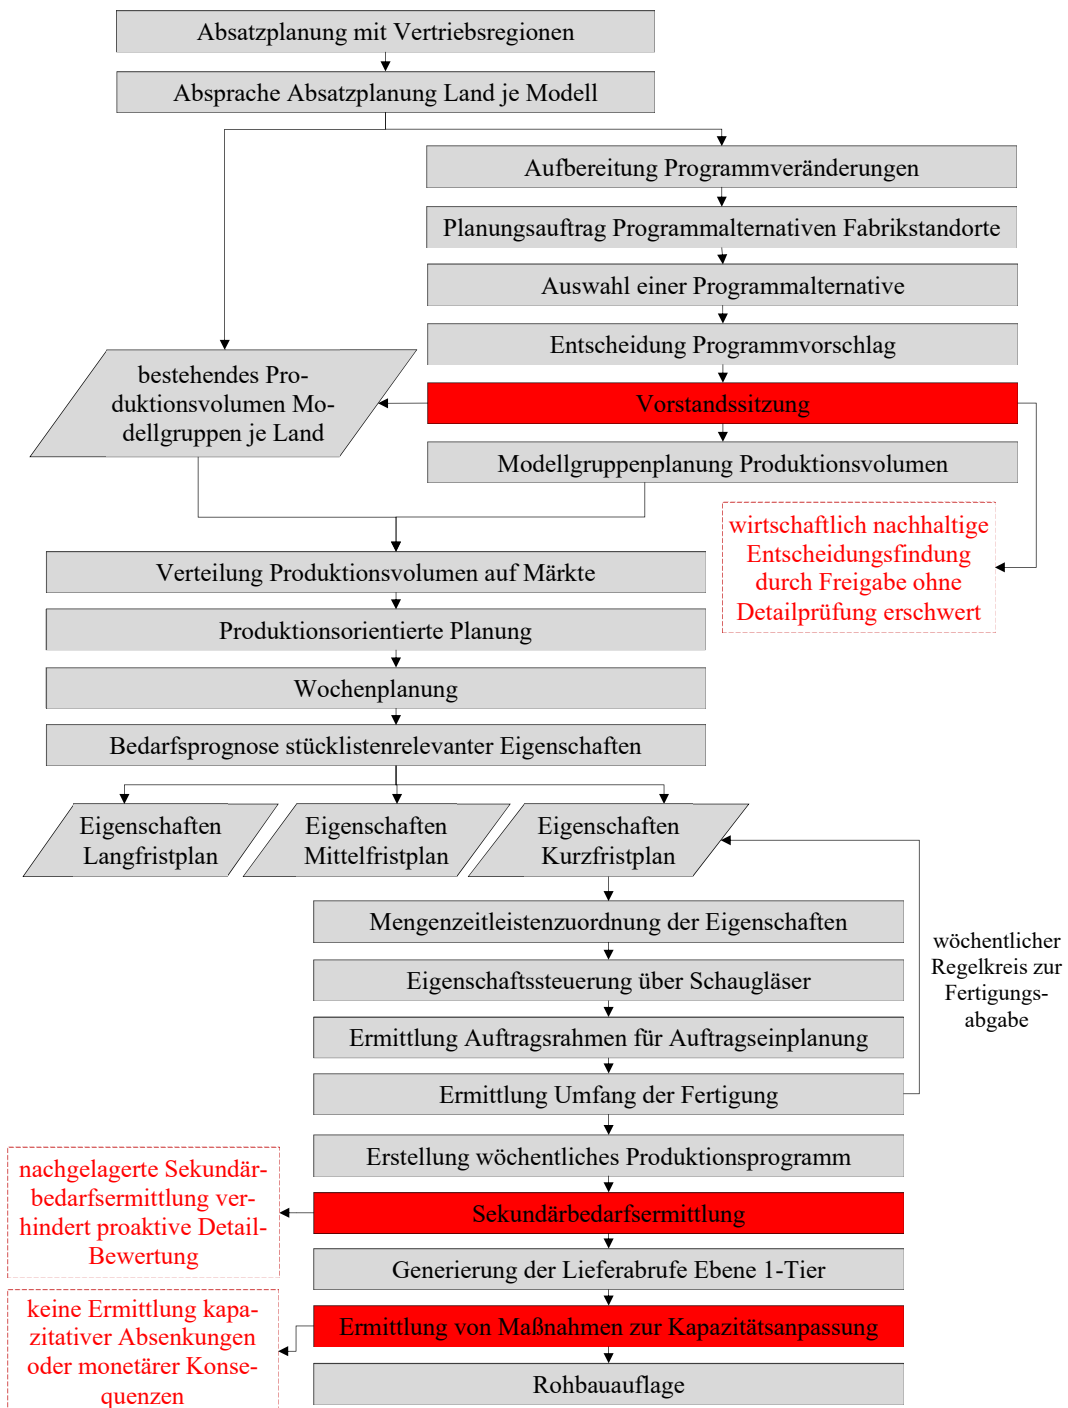 Absatzplanung mit Vertriebsregionen
Absprache Absatzplanung Land je Modell
Aufbereitung Programmveränderungen
Planungsauftrag Programmalternativen Fabrikstandorte
Auswahl einer Programmalternative
Entscheidung Programmvorschlag
bestehendes Pro-
duktionsvolumen Mo-
dellgruppen je Land
Vorstandssitzung
Modellgruppenplanung Produktionsvolumen
wirtschaftlich nachhaltige
Entscheidungsfindung
durch Freigabe ohne
Detailprüfung erschwert
Verteilung Produktionsvolumen auf Märkte
Produktionsorientierte Planung
Wochenplanung
Bedarfsprognose stücklistenrelevanter Eigenschaften
Eigenschaften
Langfristplan
Eigenschaften
Mittelfristplan
Eigenschaften
Kurzfristplan
Mengenzeitleistenzuordnung der Eigenschaften
Eigenschaftssteuerung über Schaugläser
Ermittlung Auftragsrahmen für Auftragseinplanung
Ermittlung Umfang der Fertigung
wöchentlicher
Regelkreis zur
Fertigungs-
abgabe
Erstellung wöchentliches Produktionsprogramm
nachgelagerte Sekundär-
bedarfsermittlung ver-
hindert proaktive Detail-
Bewertung
Sekundärbedarfsermittlung
Generierung der Lieferabrufe Ebene 1-Tier
keine Ermittlung kapa-
zitativer Absenkungen
oder monetärer Konse-
quenzen
Ermittlung von Maßnahmen zur Kapazitätsanpassung
Rohbauauflage